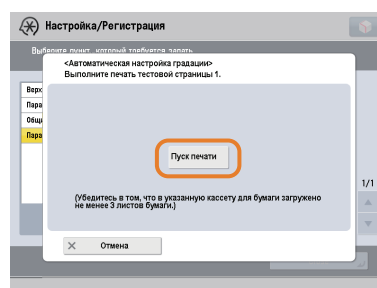 Настройка/Регистрация
Выберите пункт, который требуется задать.
<Автоматическая настройка градации>
Выполните печать тестовой страницы 1.
Верх
Пара
Общи
Пара
Пуск печати
1/1
(Убедитесь в том, что в указанную кассету для бумаги загружено
не менее 3 листов бумаги.)
× Отмена